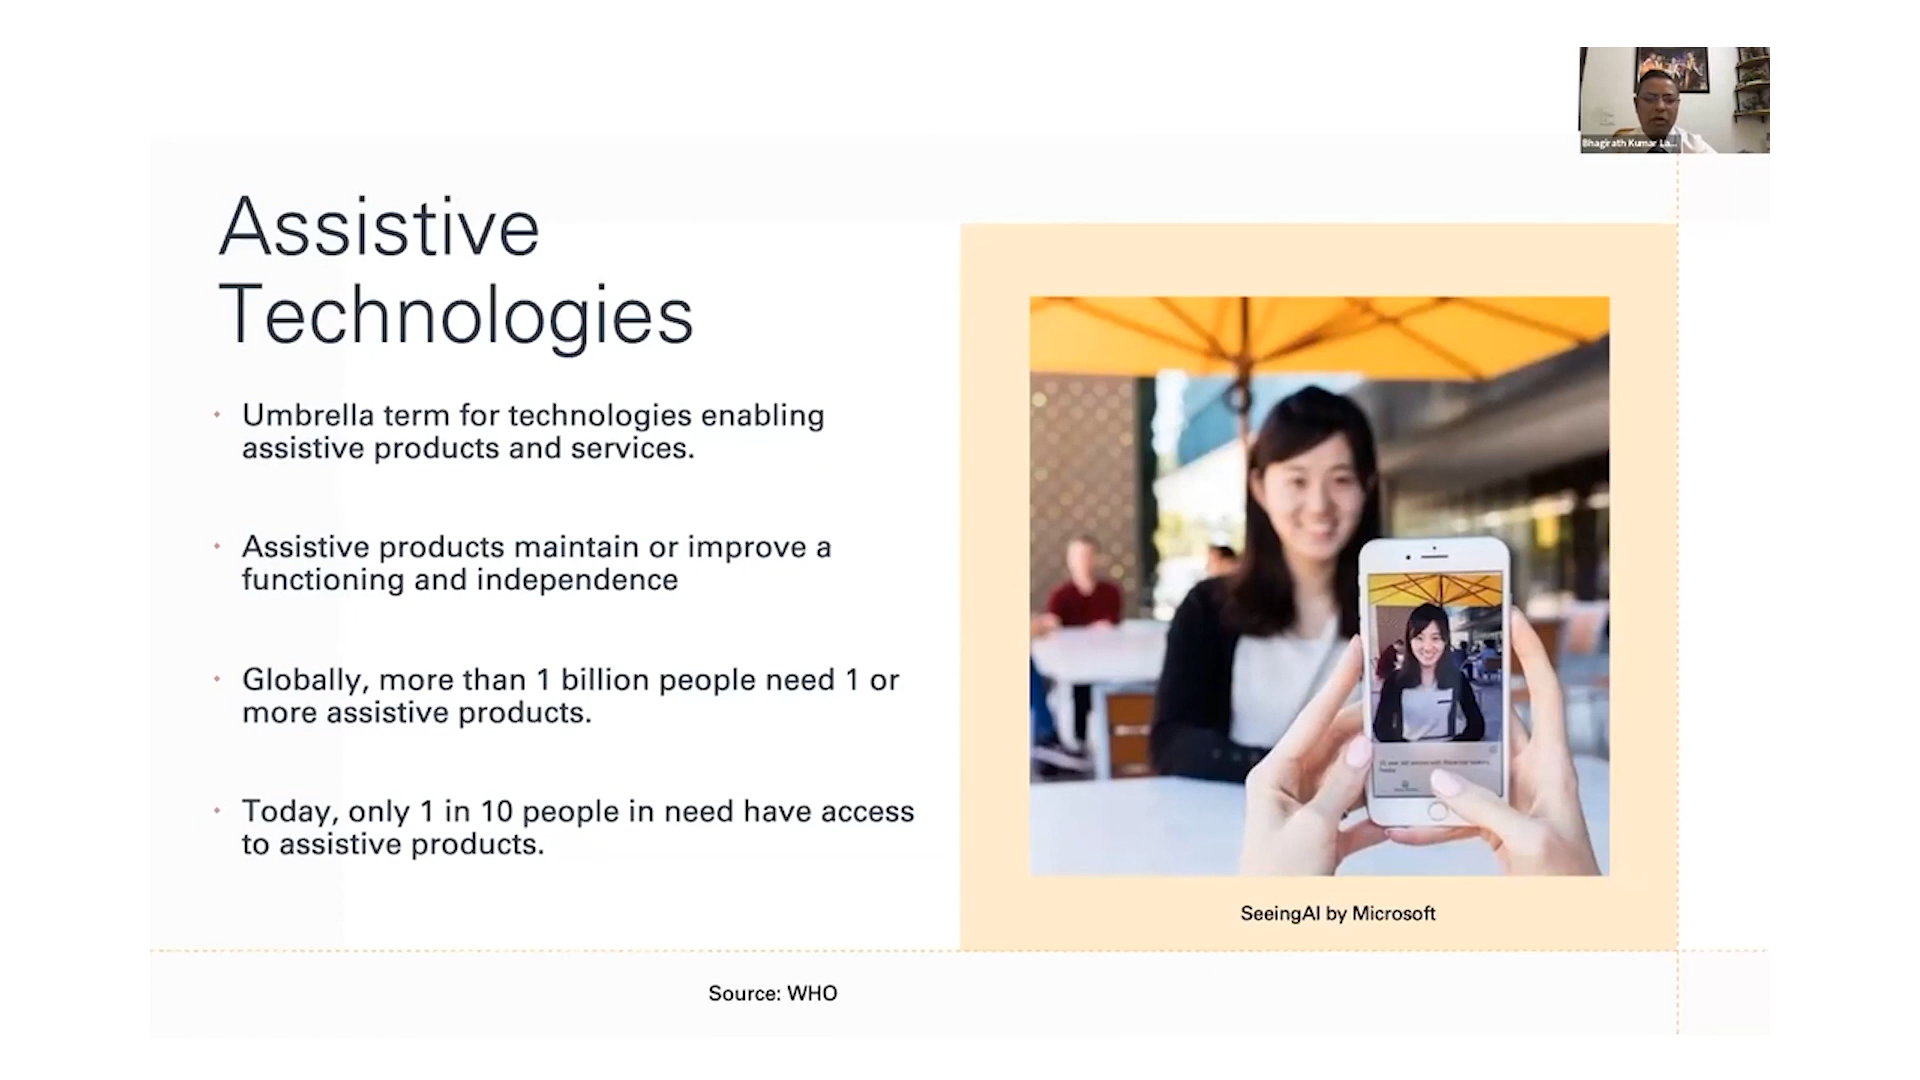 Bhagirath Kumar La...
Assistive
Technologies
Umbrella term for technologies enabling
assistive products and services.
Assistive products maintain or improve a
functioning and independence
Globally, more than 1 billion people need 1 or
more assistive products.
Today, only 1 in 10 people in need have access
to assistive products.
SeeingAI by Microsoft
Source: WHO